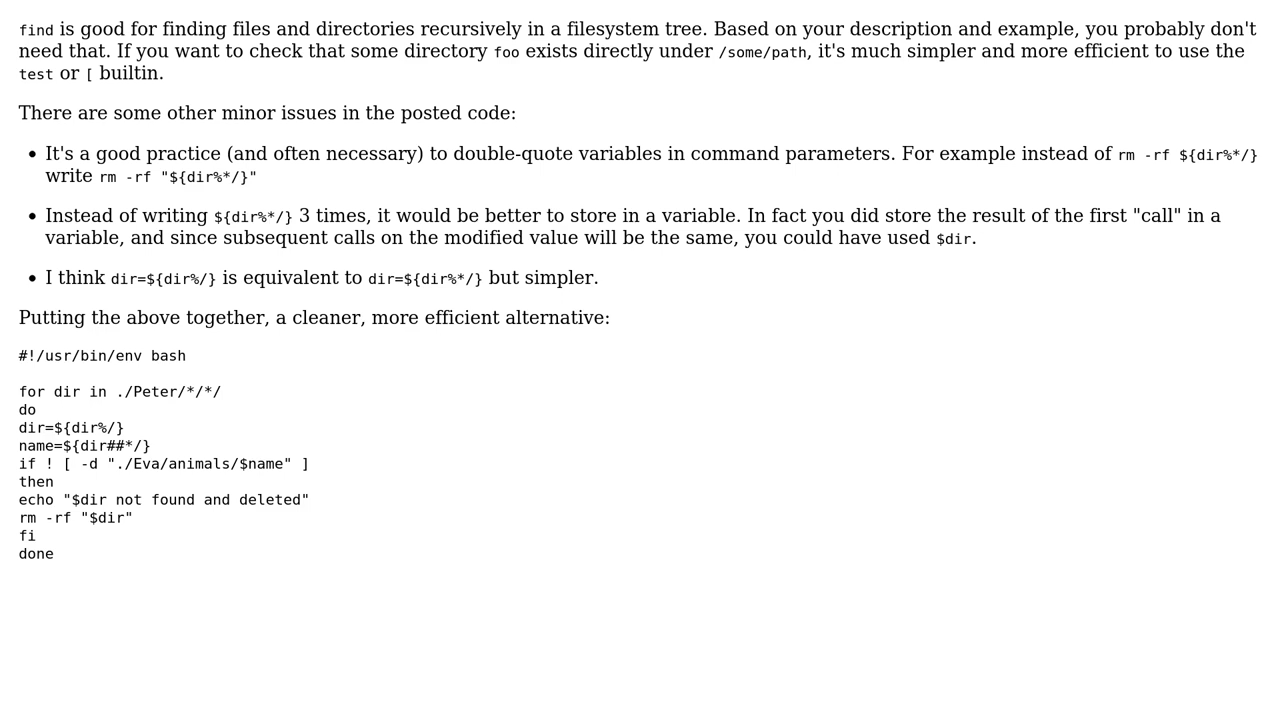 find is good for finding files and directories recursively in a filesystem tree. Based on your description and example, you probably don't
need that. If you want to check that some directory foo exists directly under /some/path, it's much simpler and more efficient to use the
test or [ builtin.
There are some other minor issues in the posted code:
• It's a good practice (and often necessary) to double-quote variables in command parameters. For example instead of rm -rf ${dir%*/}
write rm -rf "${dir%*/}"
• Instead of writing ${dir%*/} 3 times, it would be better to store in a variable. In fact you did store the result of the first "call" in a
variable, and since subsequent calls on the modified value will be the same, you could have used $dir.
• I think dir=${dir%/} is equivalent to dir=${dir%*/} but simpler.
Putting the above together, a cleaner, more efficient alternative:
#!/usr/bin/env bash
for dir in ./Peter/*/*/
do
dir=${dir%/}
name=${dir##*/}
if ! [ -d "./Eva/animals/$name" ]
then
echo "$dir not found and deleted"
rm -rf "$dir"
fi
done